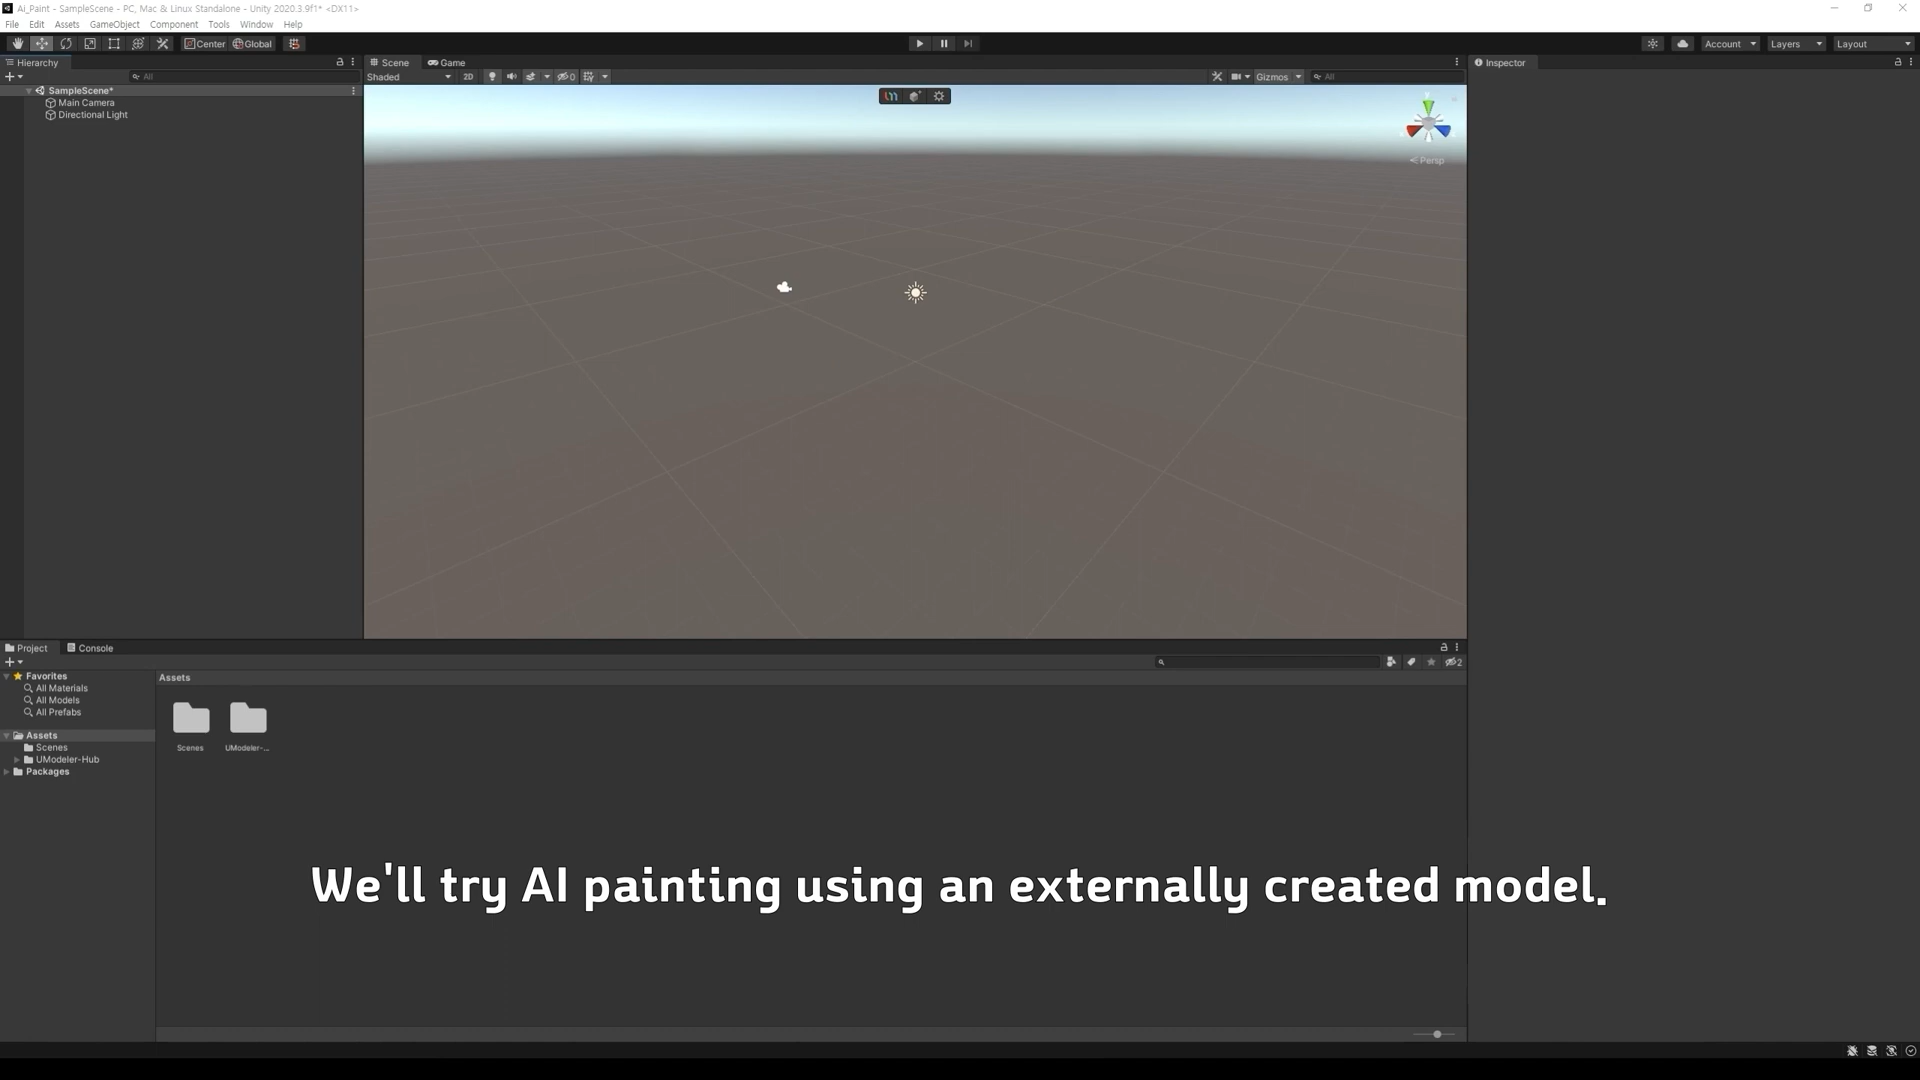 Ai_Paint - SampleScene - PC, Mac & Linux Standalone - Unity 2020.3.9f1* <DX11>
File Edit Assets GameObject Component Tools Window Help
Center Global Account Layers Layout
Hierarchy
All
SampleScene*
Main Camera
Directional Light
Scene Game
Shaded 2D 0 Gizmos All
Persp
Inspector
Project Console
2
Favorites
All Materials
All Models
All Prefabs
Assets
Scenes
UModeler-Hub
Packages
Assets
Scenes UModeler-...
We'll try AI painting using an externally created model.